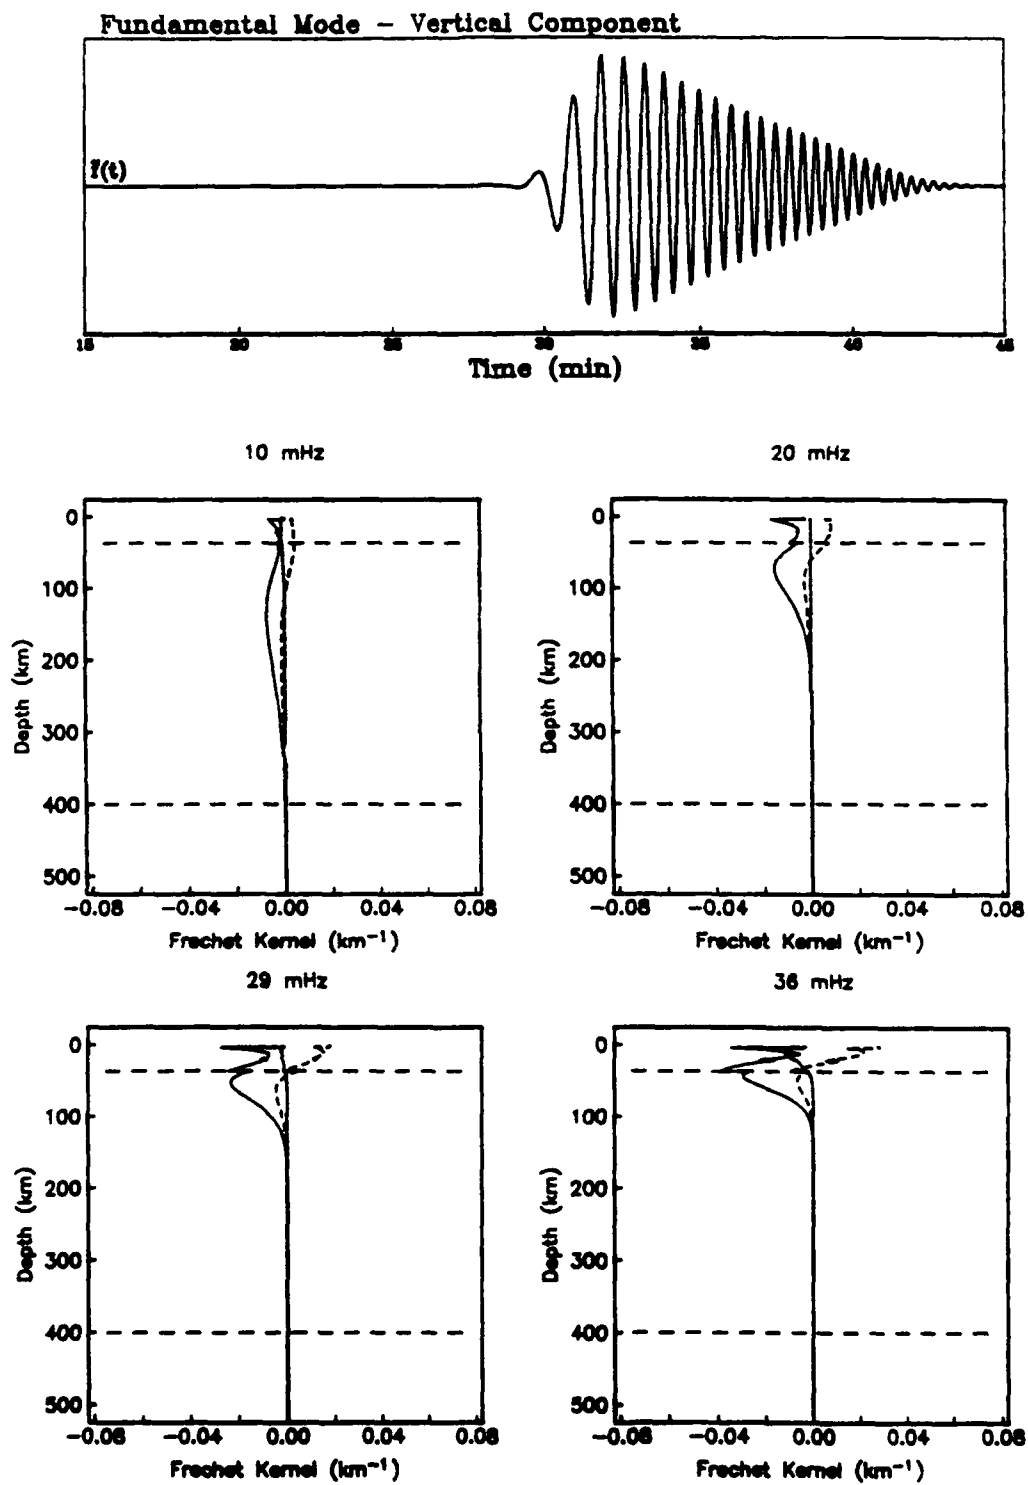 Fundamental Mode - Vertical Component
f̃(t)
15 20 25 30 35 40 45
Time (min)
10 mHz
20 mHz
0
100
200
300
400
500
Depth (km)
-0.08 -0.04 0.00 0.04 0.08
Frechet Kernel (km⁻¹)
0
100
200
300
400
500
Depth (km)
-0.08 -0.04 0.00 0.04 0.08
Frechet Kernel (km⁻¹)
29 mHz
36 mHz
0
100
200
300
400
500
Depth (km)
-0.08 -0.04 0.00 0.04 0.08
Frechet Kernel (km⁻¹)
0
100
200
300
400
500
Depth (km)
-0.08 -0.04 0.00 0.04 0.08
Frechet Kernel (km⁻¹)